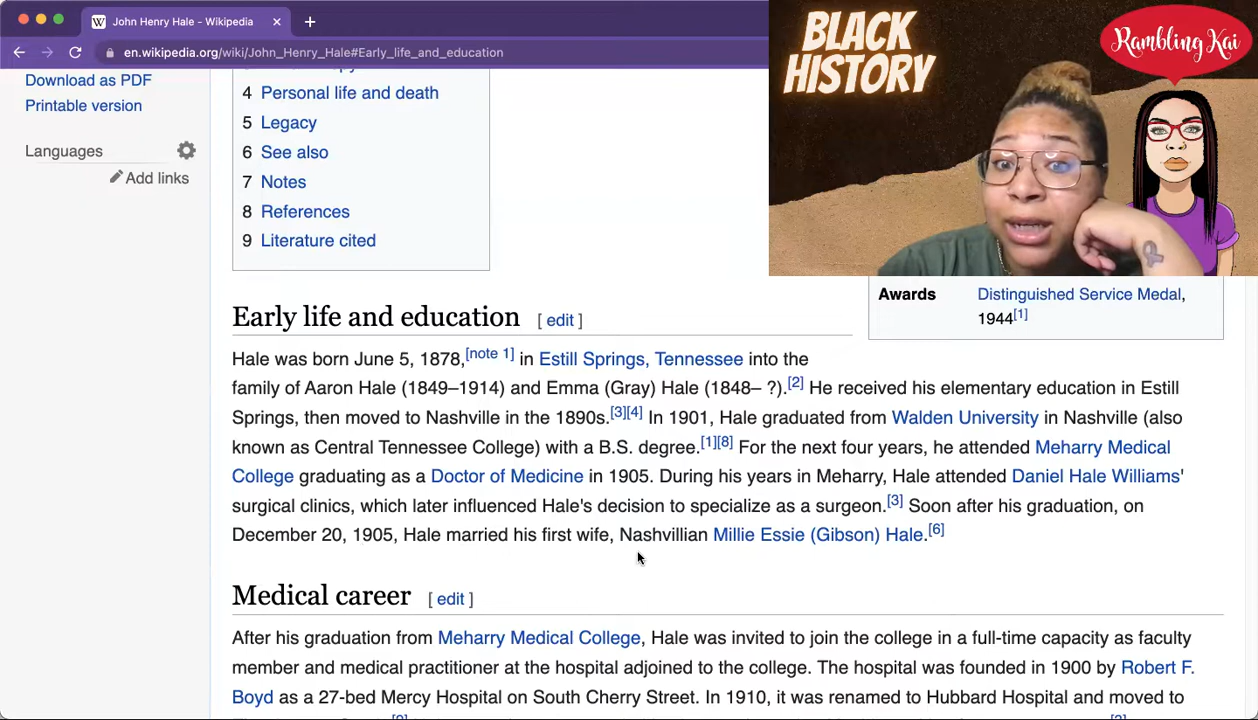 John Henry Hale - Wikipedia
en.wikipedia.org/wiki/John_Henry_Hale#Early_life_and_education
BLACK
HISTORY
Rambling Kai
Download as PDF
Printable version
Languages
Add links
4 Personal life and death
5 Legacy
6 See also
7 Notes
8 References
9 Literature cited
Awards Distinguished Service Medal,
1944[1]
Early life and education [ edit ]
Hale was born June 5, 1878,[note 1] in Estill Springs, Tennessee into the
family of Aaron Hale (1849–1914) and Emma (Gray) Hale (1848– ?).[2] He received his elementary education in Estill
Springs, then moved to Nashville in the 1890s.[3][4] In 1901, Hale graduated from Walden University in Nashville (also
known as Central Tennessee College) with a B.S. degree.[1][8] For the next four years, he attended Meharry Medical
College graduating as a Doctor of Medicine in 1905. During his years in Meharry, Hale attended Daniel Hale Williams'
surgical clinics, which later influenced Hale's decision to specialize as a surgeon.[3] Soon after his graduation, on
December 20, 1905, Hale married his first wife, Nashvillian Millie Essie (Gibson) Hale.[6]
Medical career [ edit ]
After his graduation from Meharry Medical College, Hale was invited to join the college in a full-time capacity as faculty
member and medical practitioner at the hospital adjoined to the college. The hospital was founded in 1900 by Robert F.
Boyd as a 27-bed Mercy Hospital on South Cherry Street. In 1910, it was renamed to Hubbard Hospital and moved to